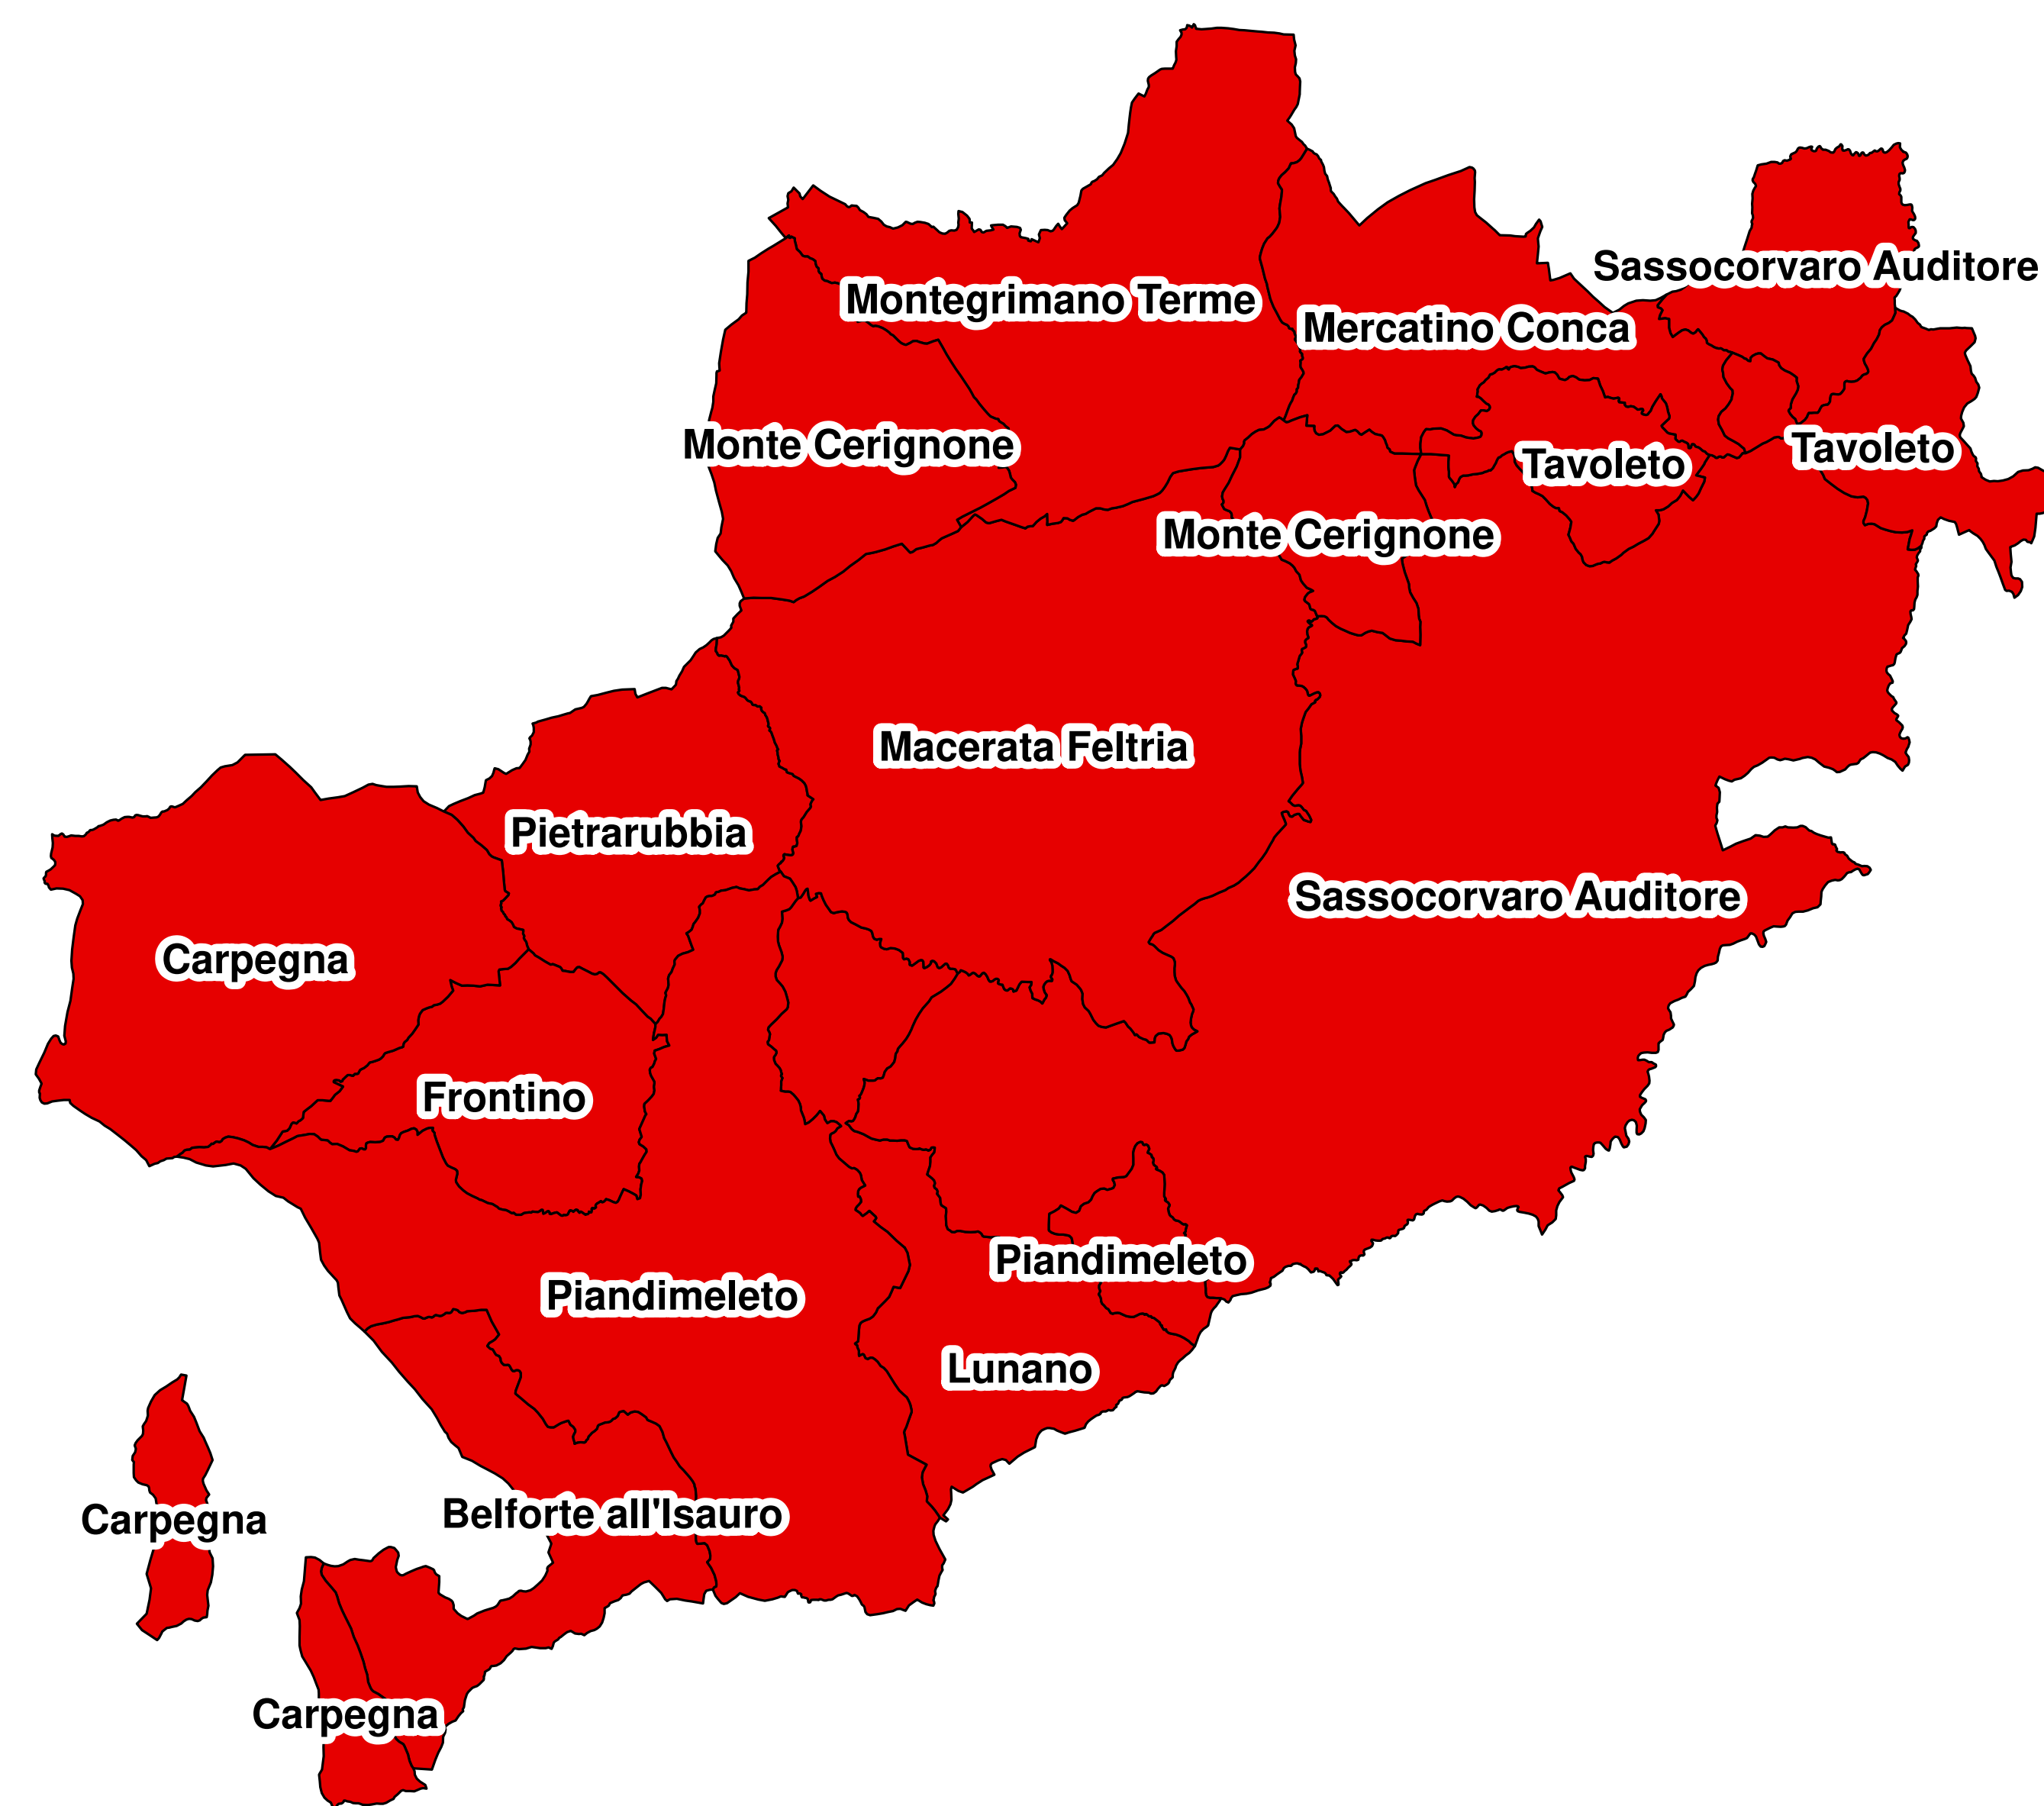 Sassocorvaro Auditore
Montegrimano Terme
Mercatino Conca
Monte Cerignone
Tavoleto
Tavoleto
Monte Cerignone
Macerata Feltria
Pietrarubbia
Sassocorvaro Auditore
Carpegna
Frontino
Piandimeleto
Piandimeleto
Lunano
Belforte all'Isauro
Carpegna
Carpegna